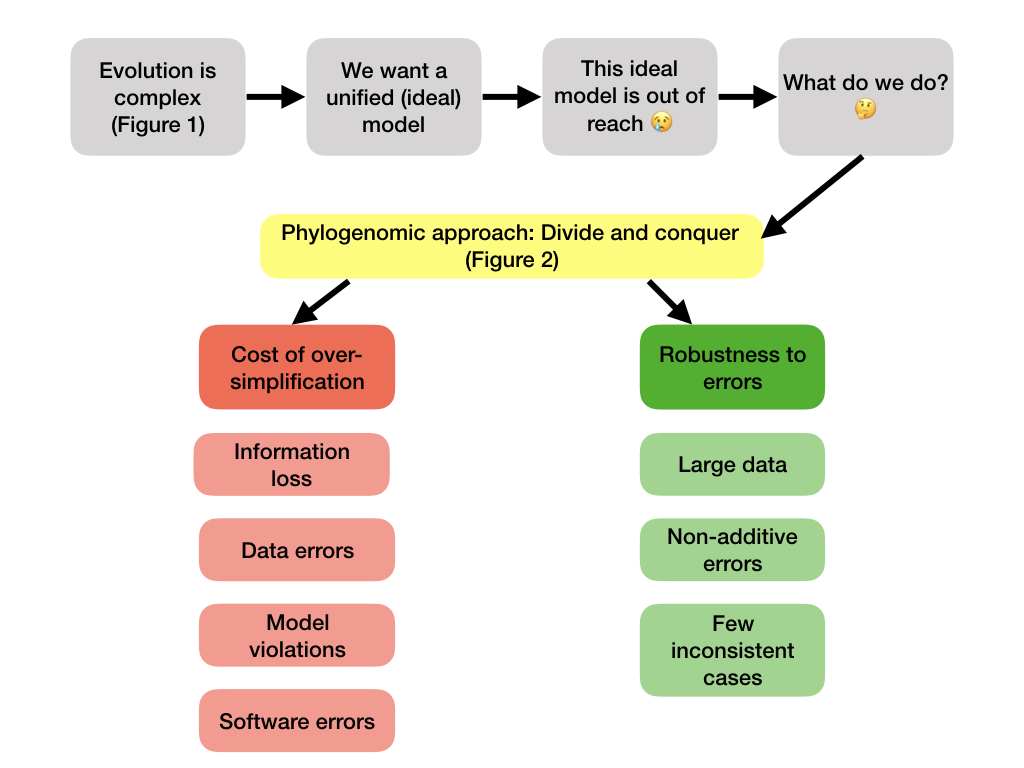 Evolution is
complex
(Figure 1)
We want a
unified (ideal)
model
This ideal
model is out of
reach 😢
What do we do?
🤔
Phylogenomic approach: Divide and conquer
(Figure 2)
Cost of over-
simplification
Information
loss
Data errors
Model
violations
Software errors
Robustness to
errors
Large data
Non-additive
errors
Few
inconsistent
cases